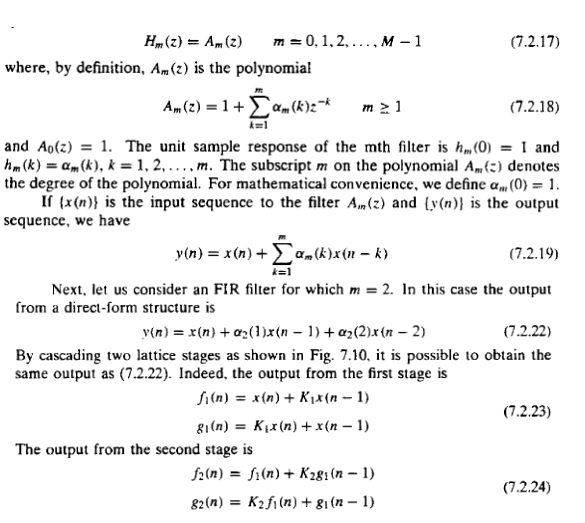 H_m(z) = A_m(z)   m = 0, 1, 2, ..., M − 1   (7.2.17)
where, by definition, A_m(z) is the polynomial
A_m(z) = 1 + ∑_{k=1}^{m} α_m(k)z^{−k}   m ≥ 1   (7.2.18)
and A_0(z) = 1. The unit sample response of the mth filter is h_m(0) = 1 and
h_m(k) = α_m(k), k = 1, 2, ..., m. The subscript m on the polynomial A_m(z) denotes
the degree of the polynomial. For mathematical convenience, we define α_m(0) = 1.
If {x(n)} is the input sequence to the filter A_m(z) and {y(n)} is the output
sequence, we have
y(n) = x(n) + ∑_{k=1}^{m} α_m(k)x(n − k)   (7.2.19)
Next, let us consider an FIR filter for which m = 2. In this case the output
from a direct-form structure is
y(n) = x(n) + α_2(1)x(n − 1) + α_2(2)x(n − 2)   (7.2.22)
By cascading two lattice stages as shown in Fig. 7.10, it is possible to obtain the
same output as (7.2.22). Indeed, the output from the first stage is
f_1(n) = x(n) + K_1x(n − 1)
(7.2.23)
g_1(n) = K_1x(n) + x(n − 1)
The output from the second stage is
f_2(n) = f_1(n) + K_2g_1(n − 1)
(7.2.24)
g_2(n) = K_2f_1(n) + g_1(n − 1)